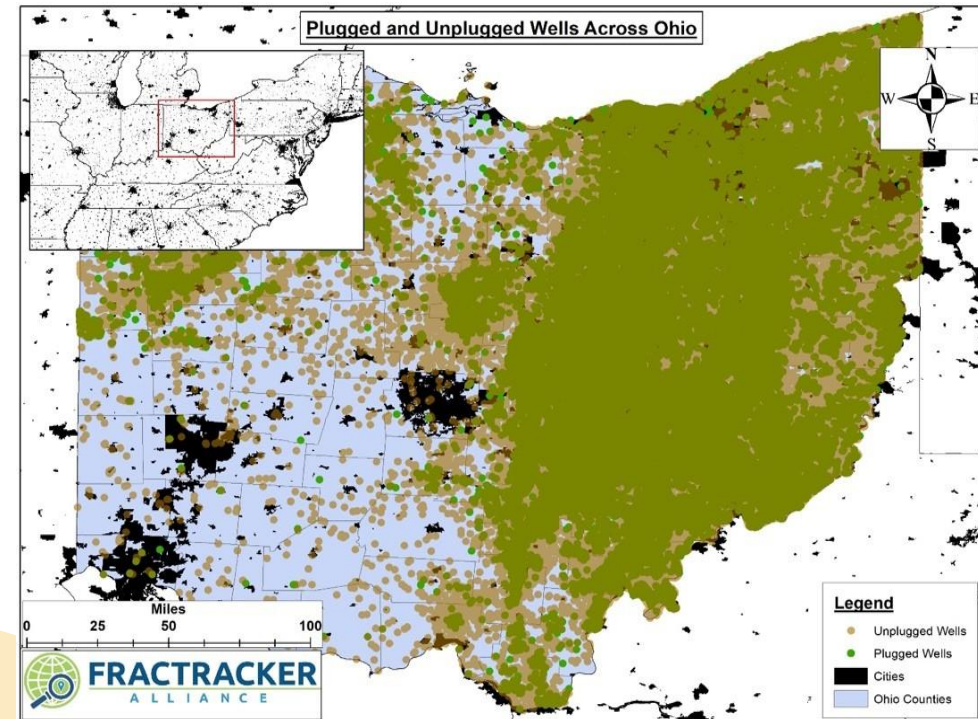 Plugged and Unplugged Wells Across Ohio
N
W E
S
Miles
0 25 50 100
FRACTRACKER
ALLIANCE
Legend
Unplugged Wells
Plugged Wells
Cities
Ohio Counties